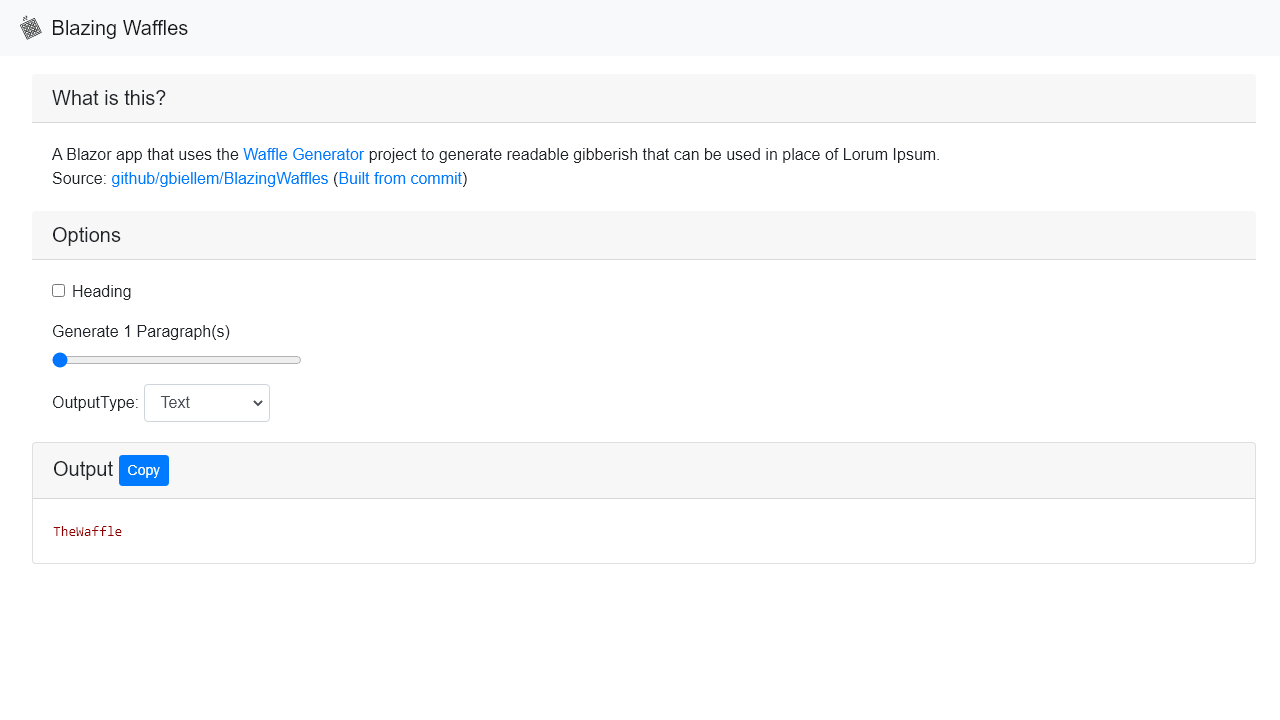 Blazing Waffles
What is this?
A Blazor app that uses the Waffle Generator project to generate readable gibberish that can be used in place of Lorum Ipsum.
Source: github/gbiellem/BlazingWaffles (Built from commit)
Options
Heading
Generate 1 Paragraph(s)
OutputType: Text
Output Copy
TheWaffle